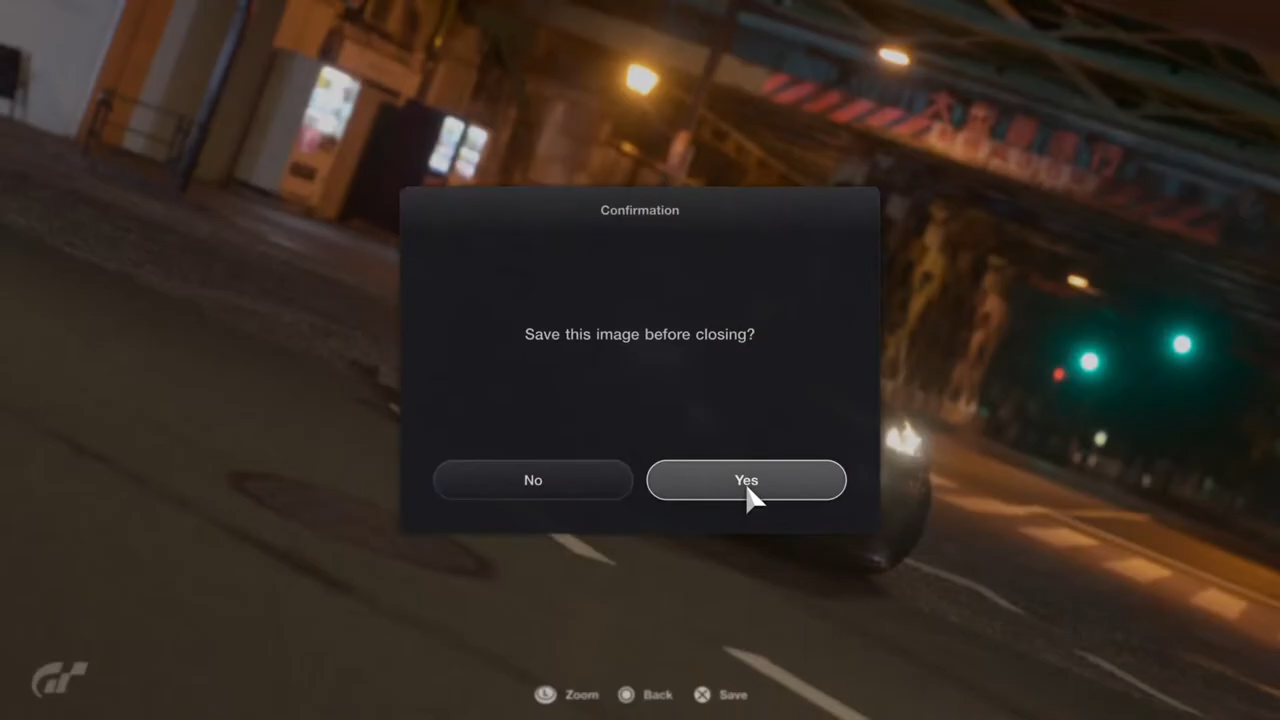 Confirmation
Save this image before closing?
No
Yes
Zoom
Back
Save